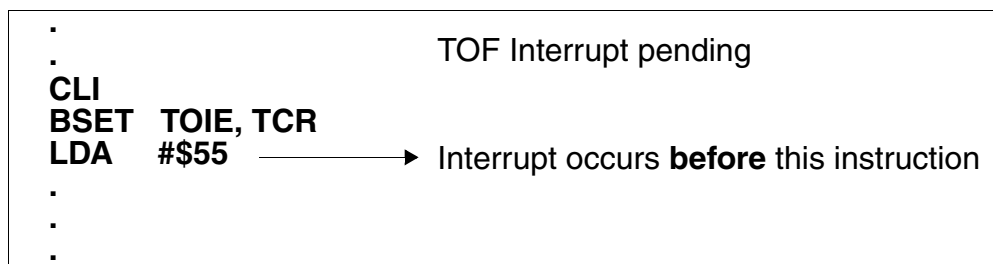 .
.
TOF Interrupt pending
CLI
BSET TOIE, TCR
LDA #$55 Interrupt occurs before this instruction
.
.
.